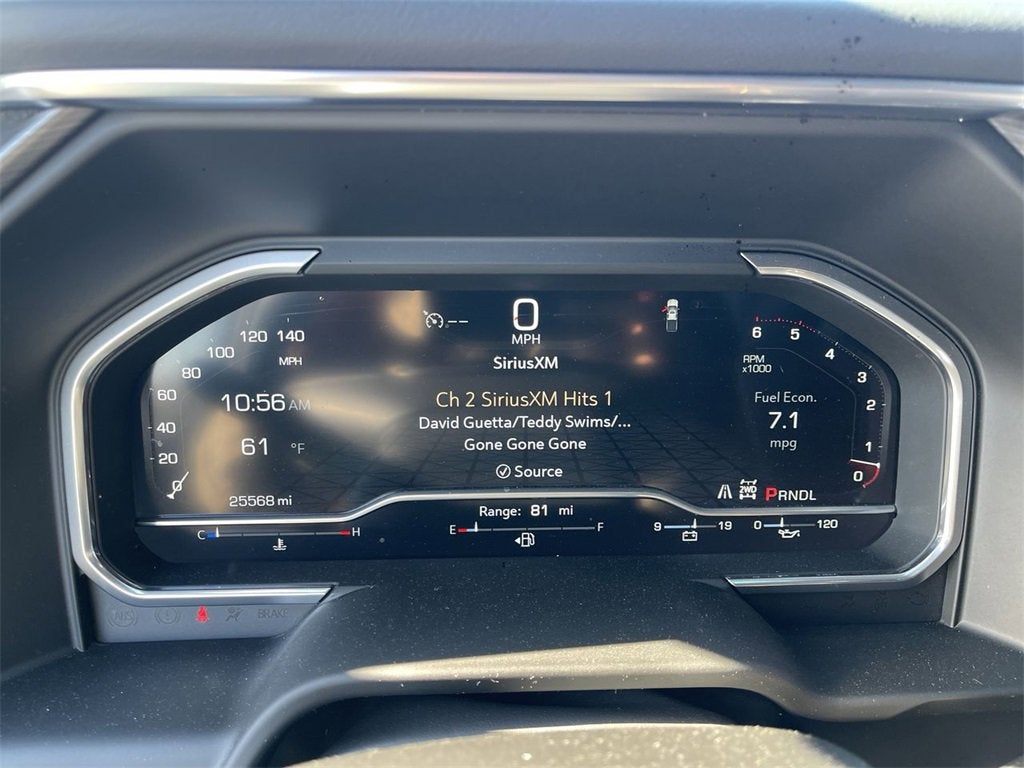 0
MPH
SiriusXM
Ch 2 SiriusXM Hits 1
David Guetta/Teddy Swims/...
Gone Gone Gone
Source
140
120
100
80
60
40
20
0
MPH
10:56 AM
61 °F
25568 mi
6
5
4
3
2
1
0
RPM
x1000
Fuel Econ.
7.1
mpg
2WD
PRNDL
Range: 81 mi
C H
E F
9 19
0 120
BRAKE